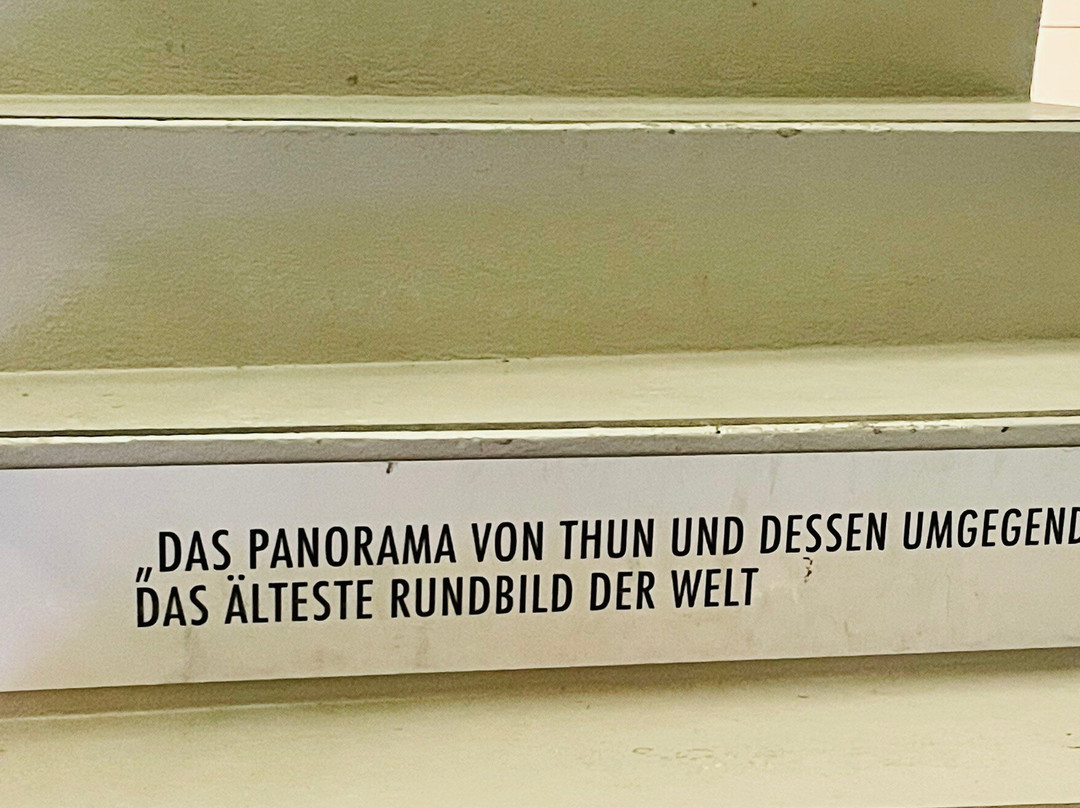 „DAS PANORAMA VON THUN UND DESSEN UMGEGEND
DAS ÄLTESTE RUNDBILD DER WELT